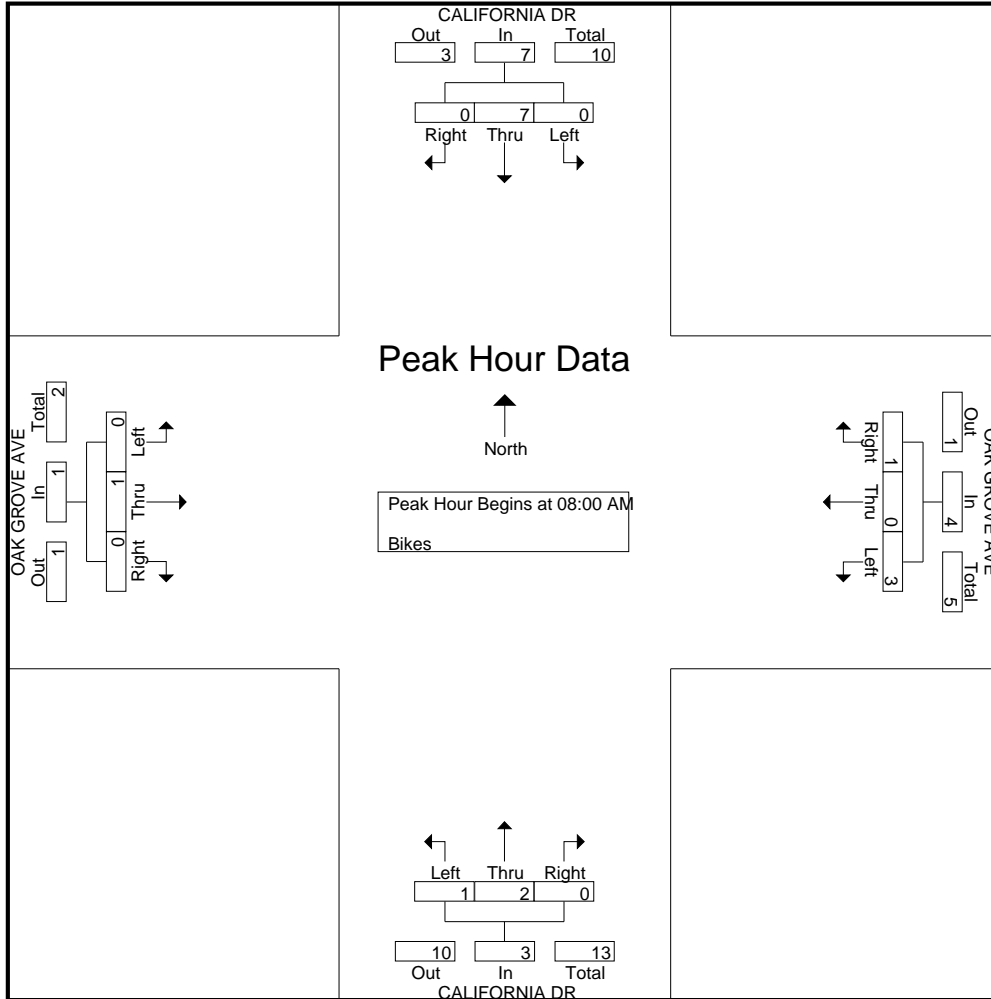 CALIFORNIA DR
Out In Total
3 7 10
0 7 0
Right Thru Left
Peak Hour Data
North
Peak Hour Begins at 08:00 AM
Bikes
OAK GROVE AVE
Total In Out
2 1 1
0 1 0
Left Thru Right
OAK GROVE AVE
Out In Total
1 4 5
1 0 3
Right Thru Left
Left Thru Right
1 2 0
10 3 13
Out In Total
CALIFORNIA DR